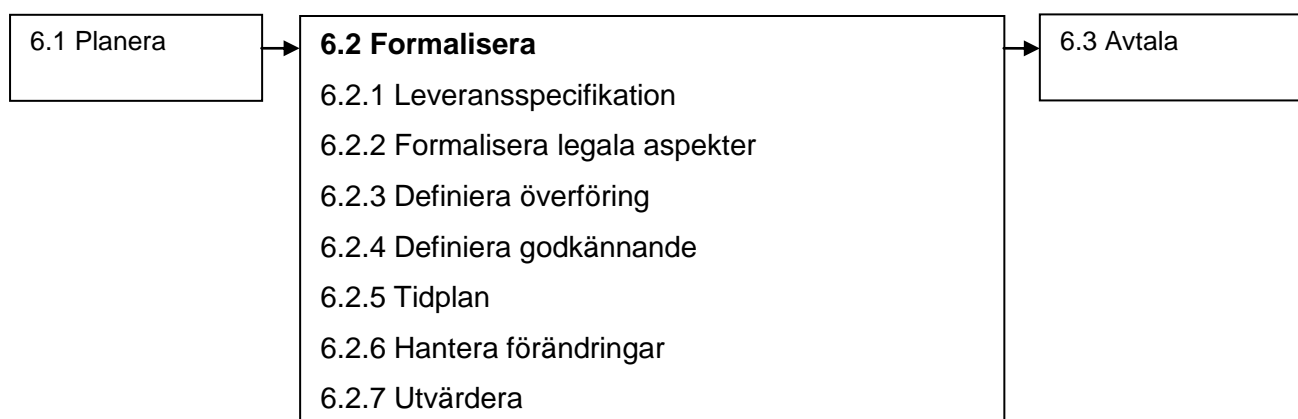 6.1 Planera
6.2 Formalisera
6.2.1 Leveransspecifikation
6.2.2 Formalisera legala aspekter
6.2.3 Definiera överföring
6.2.4 Definiera godkännande
6.2.5 Tidplan
6.2.6 Hantera förändringar
6.2.7 Utvärdera
6.3 Avtala